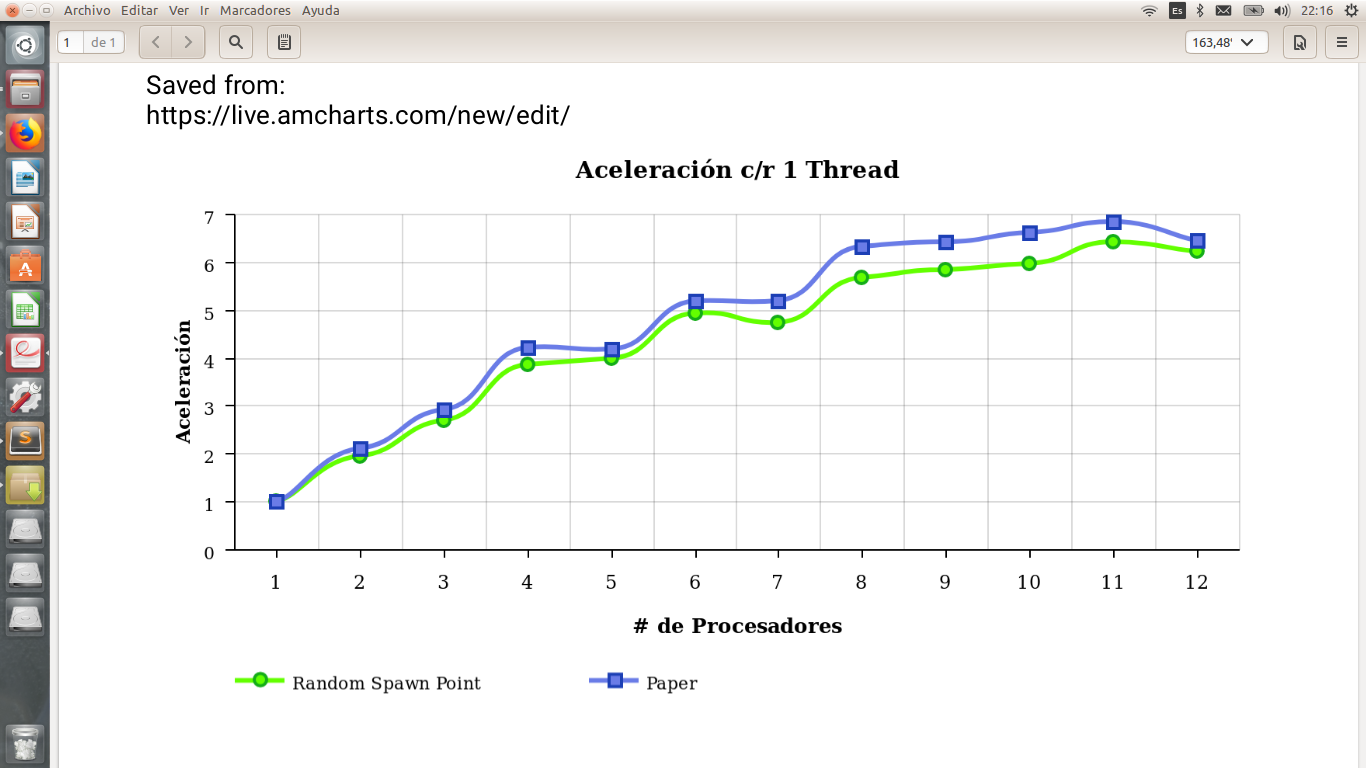 Archivo Editar Ver Ir Marcadores Ayuda
Es
22:16
1 de 1
163,48'
Saved from:
https://live.amcharts.com/new/edit/
Aceleración c/r 1 Thread
Aceleración
7
6
5
4
3
2
1
0
1 2 3 4 5 6 7 8 9 10 11 12
# de Procesadores
Random Spawn Point
Paper